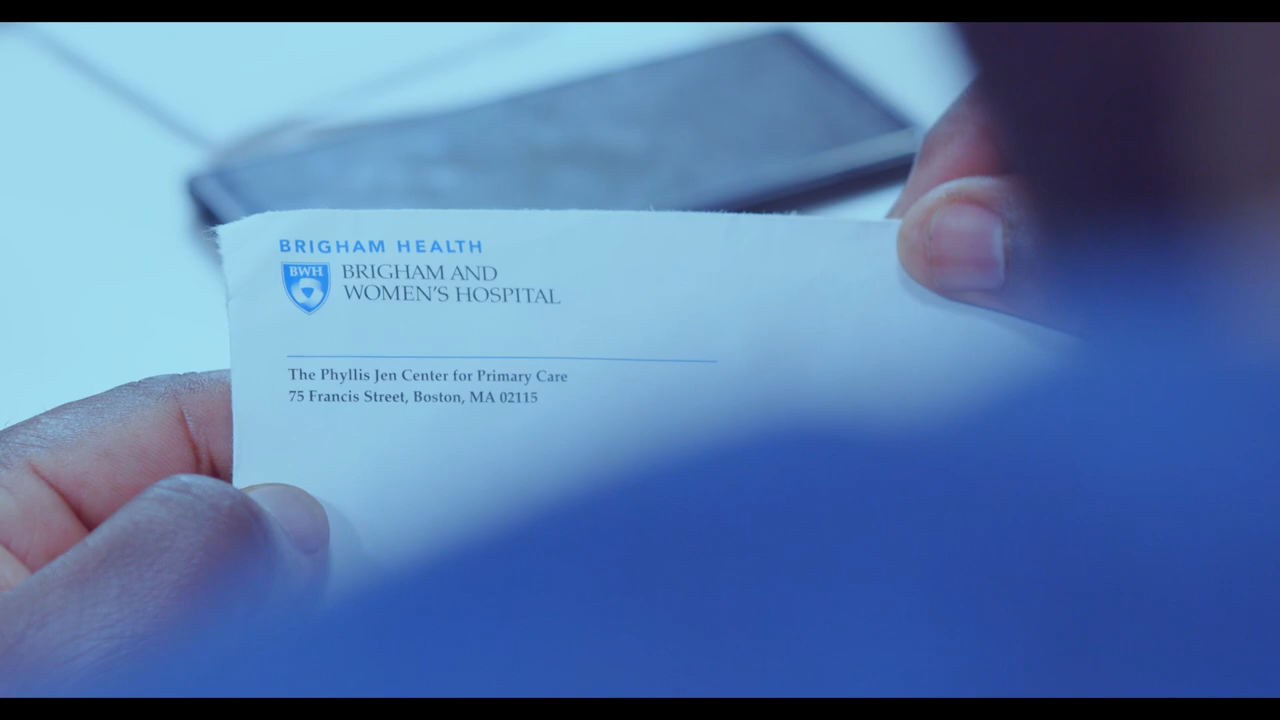 BRIGHAM HEALTH
BWH
BRIGHAM AND
WOMEN'S HOSPITAL
The Phyllis Jen Center for Primary Care
75 Francis Street, Boston, MA 02115